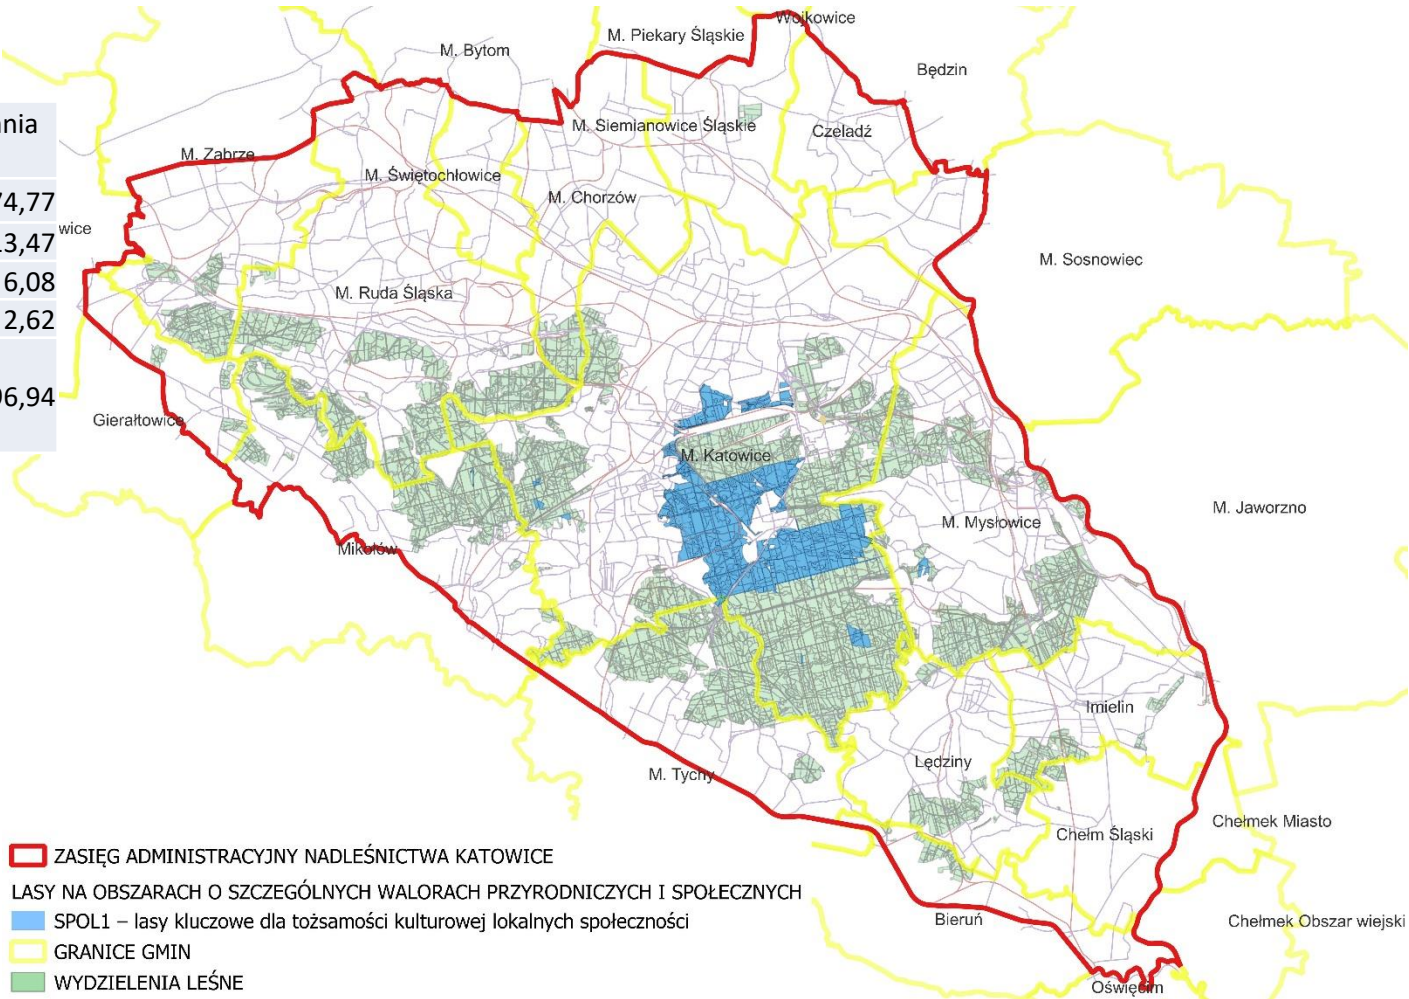 Wojkowice
M. Piekary Śląskie
M. Bytom
Będzin
nia
M. Siemianowice Śląskie
Czeladź
M. Zabrze
M. Świętochłowice
74,77
M. Chorzów
wice
13,47
M. Sosnowiec
6,08
M. Ruda Śląska
2,62
96,94
Gierałtowice
M. Katowice
M. Jaworzno
M. Mysłowice
Mikołów
Imielin
Lędziny
M. Tychy
Chełmek Miasto
Chełm Śląski
ZASIĘG ADMINISTRACYJNY NADLEŚNICTWA KATOWICE
LASY NA OBSZARACH O SZCZEGÓLNYCH WALORACH PRZYRODNICZYCH I SPOŁECZNYCH
SPOL1 – lasy kluczowe dla tożsamości kulturowej lokalnych społeczności
Bieruń
Chełmek Obszar wiejski
GRANICE GMIN
WYDZIELENIA LEŚNE
Oświęcim